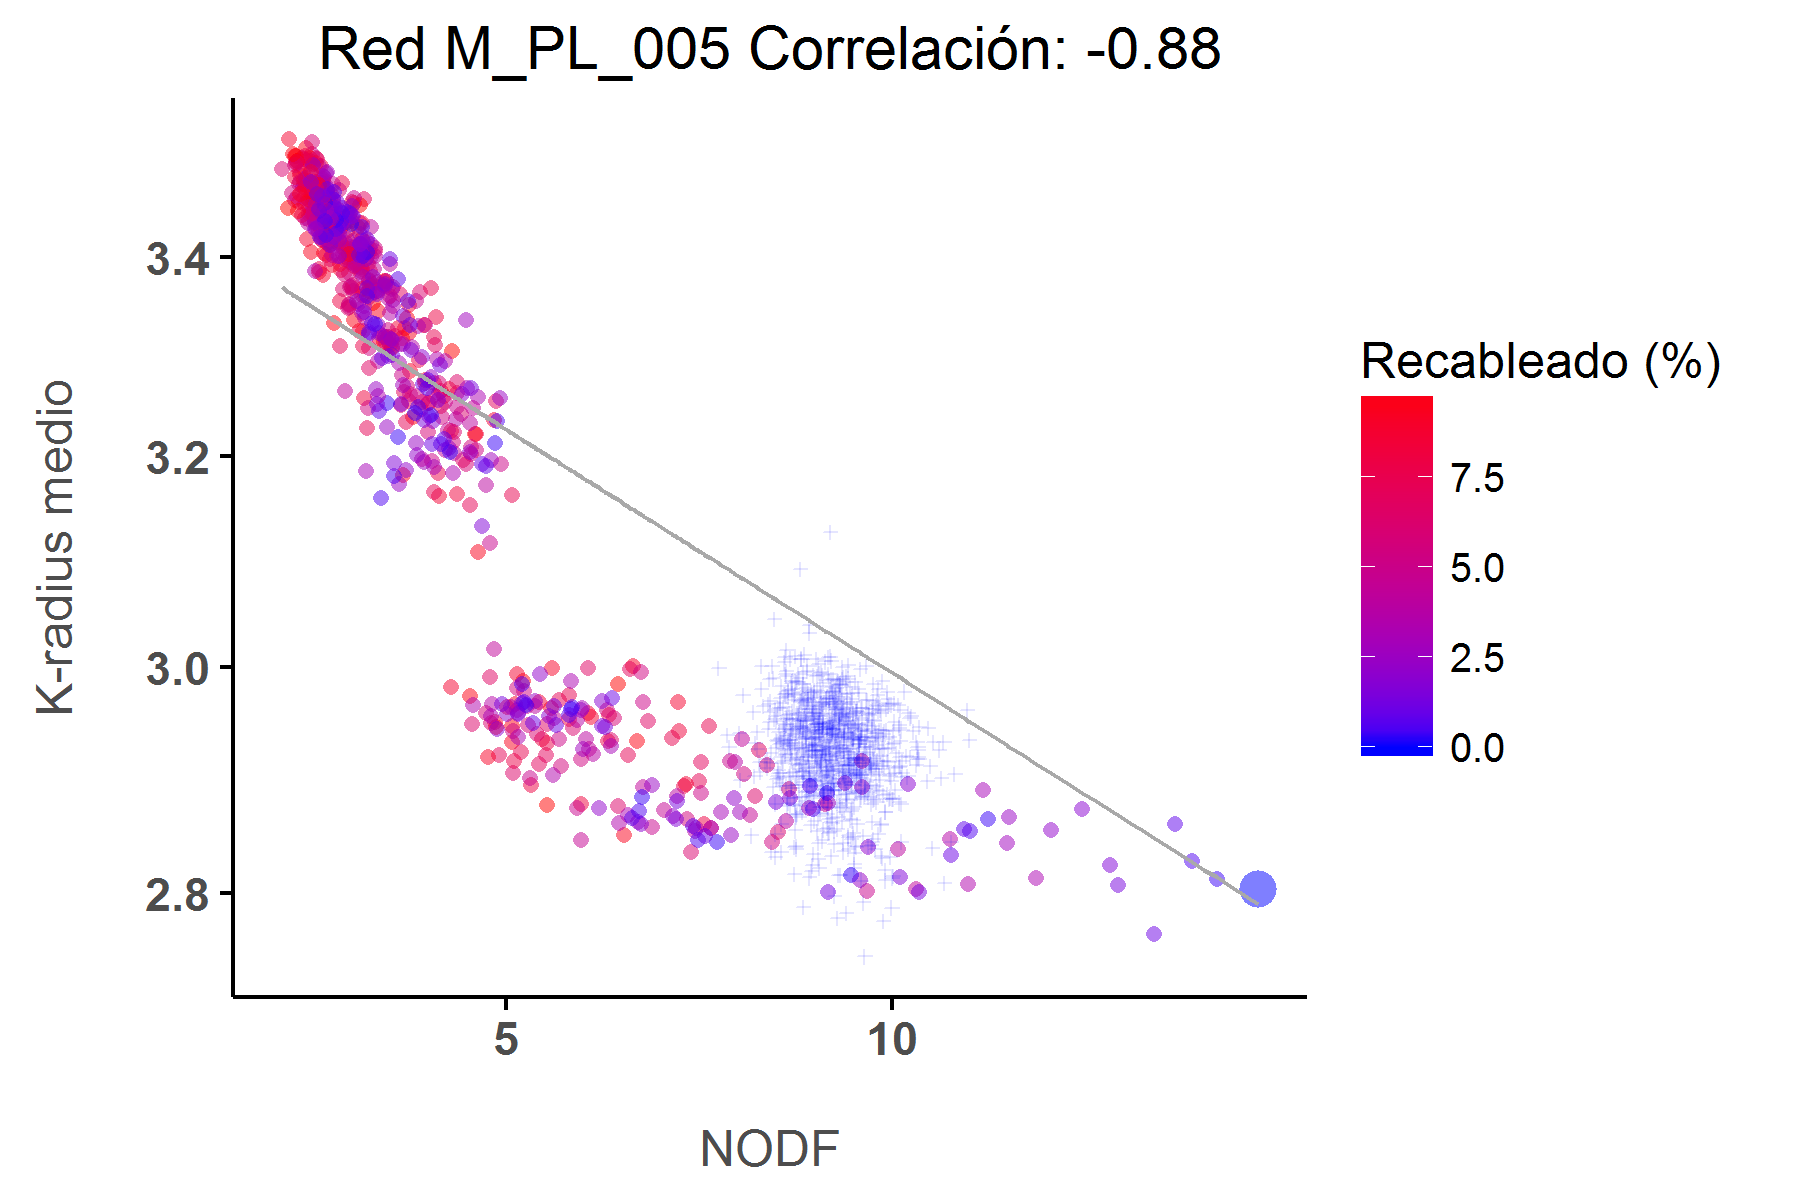 Red M_PL_005 Correlación: -0.88
K-radius medio
3.4
3.2
3.0
2.8
5
10
NODF
Recableado (%)
7.5
5.0
2.5
0.0